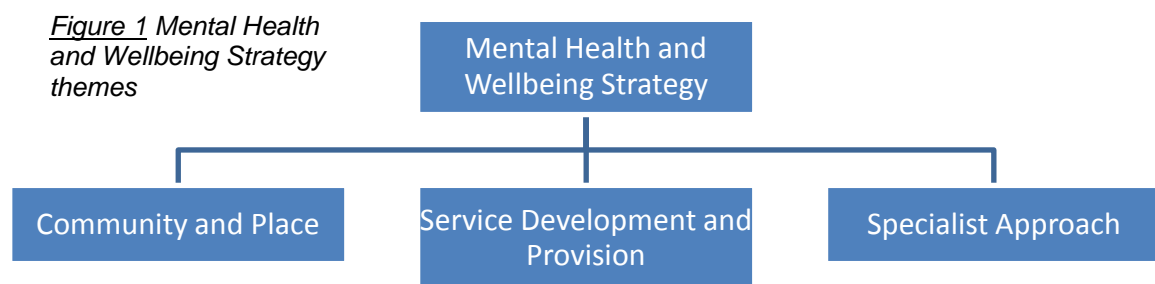 Figure 1 Mental Health
and Wellbeing Strategy
themes
Mental Health and
Wellbeing Strategy
Community and Place
Service Development and
Provision
Specialist Approach